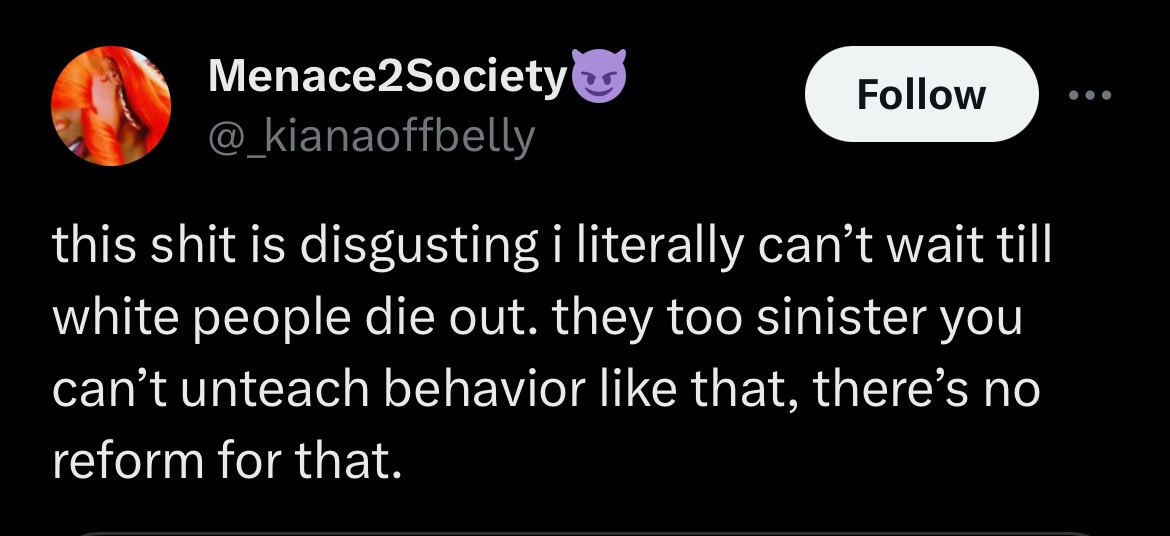 Menace2Society😈
@_kianaoffbelly
Follow
this shit is disgusting i literally can’t wait till
white people die out. they too sinister you
can’t unteach behavior like that, there’s no
reform for that.